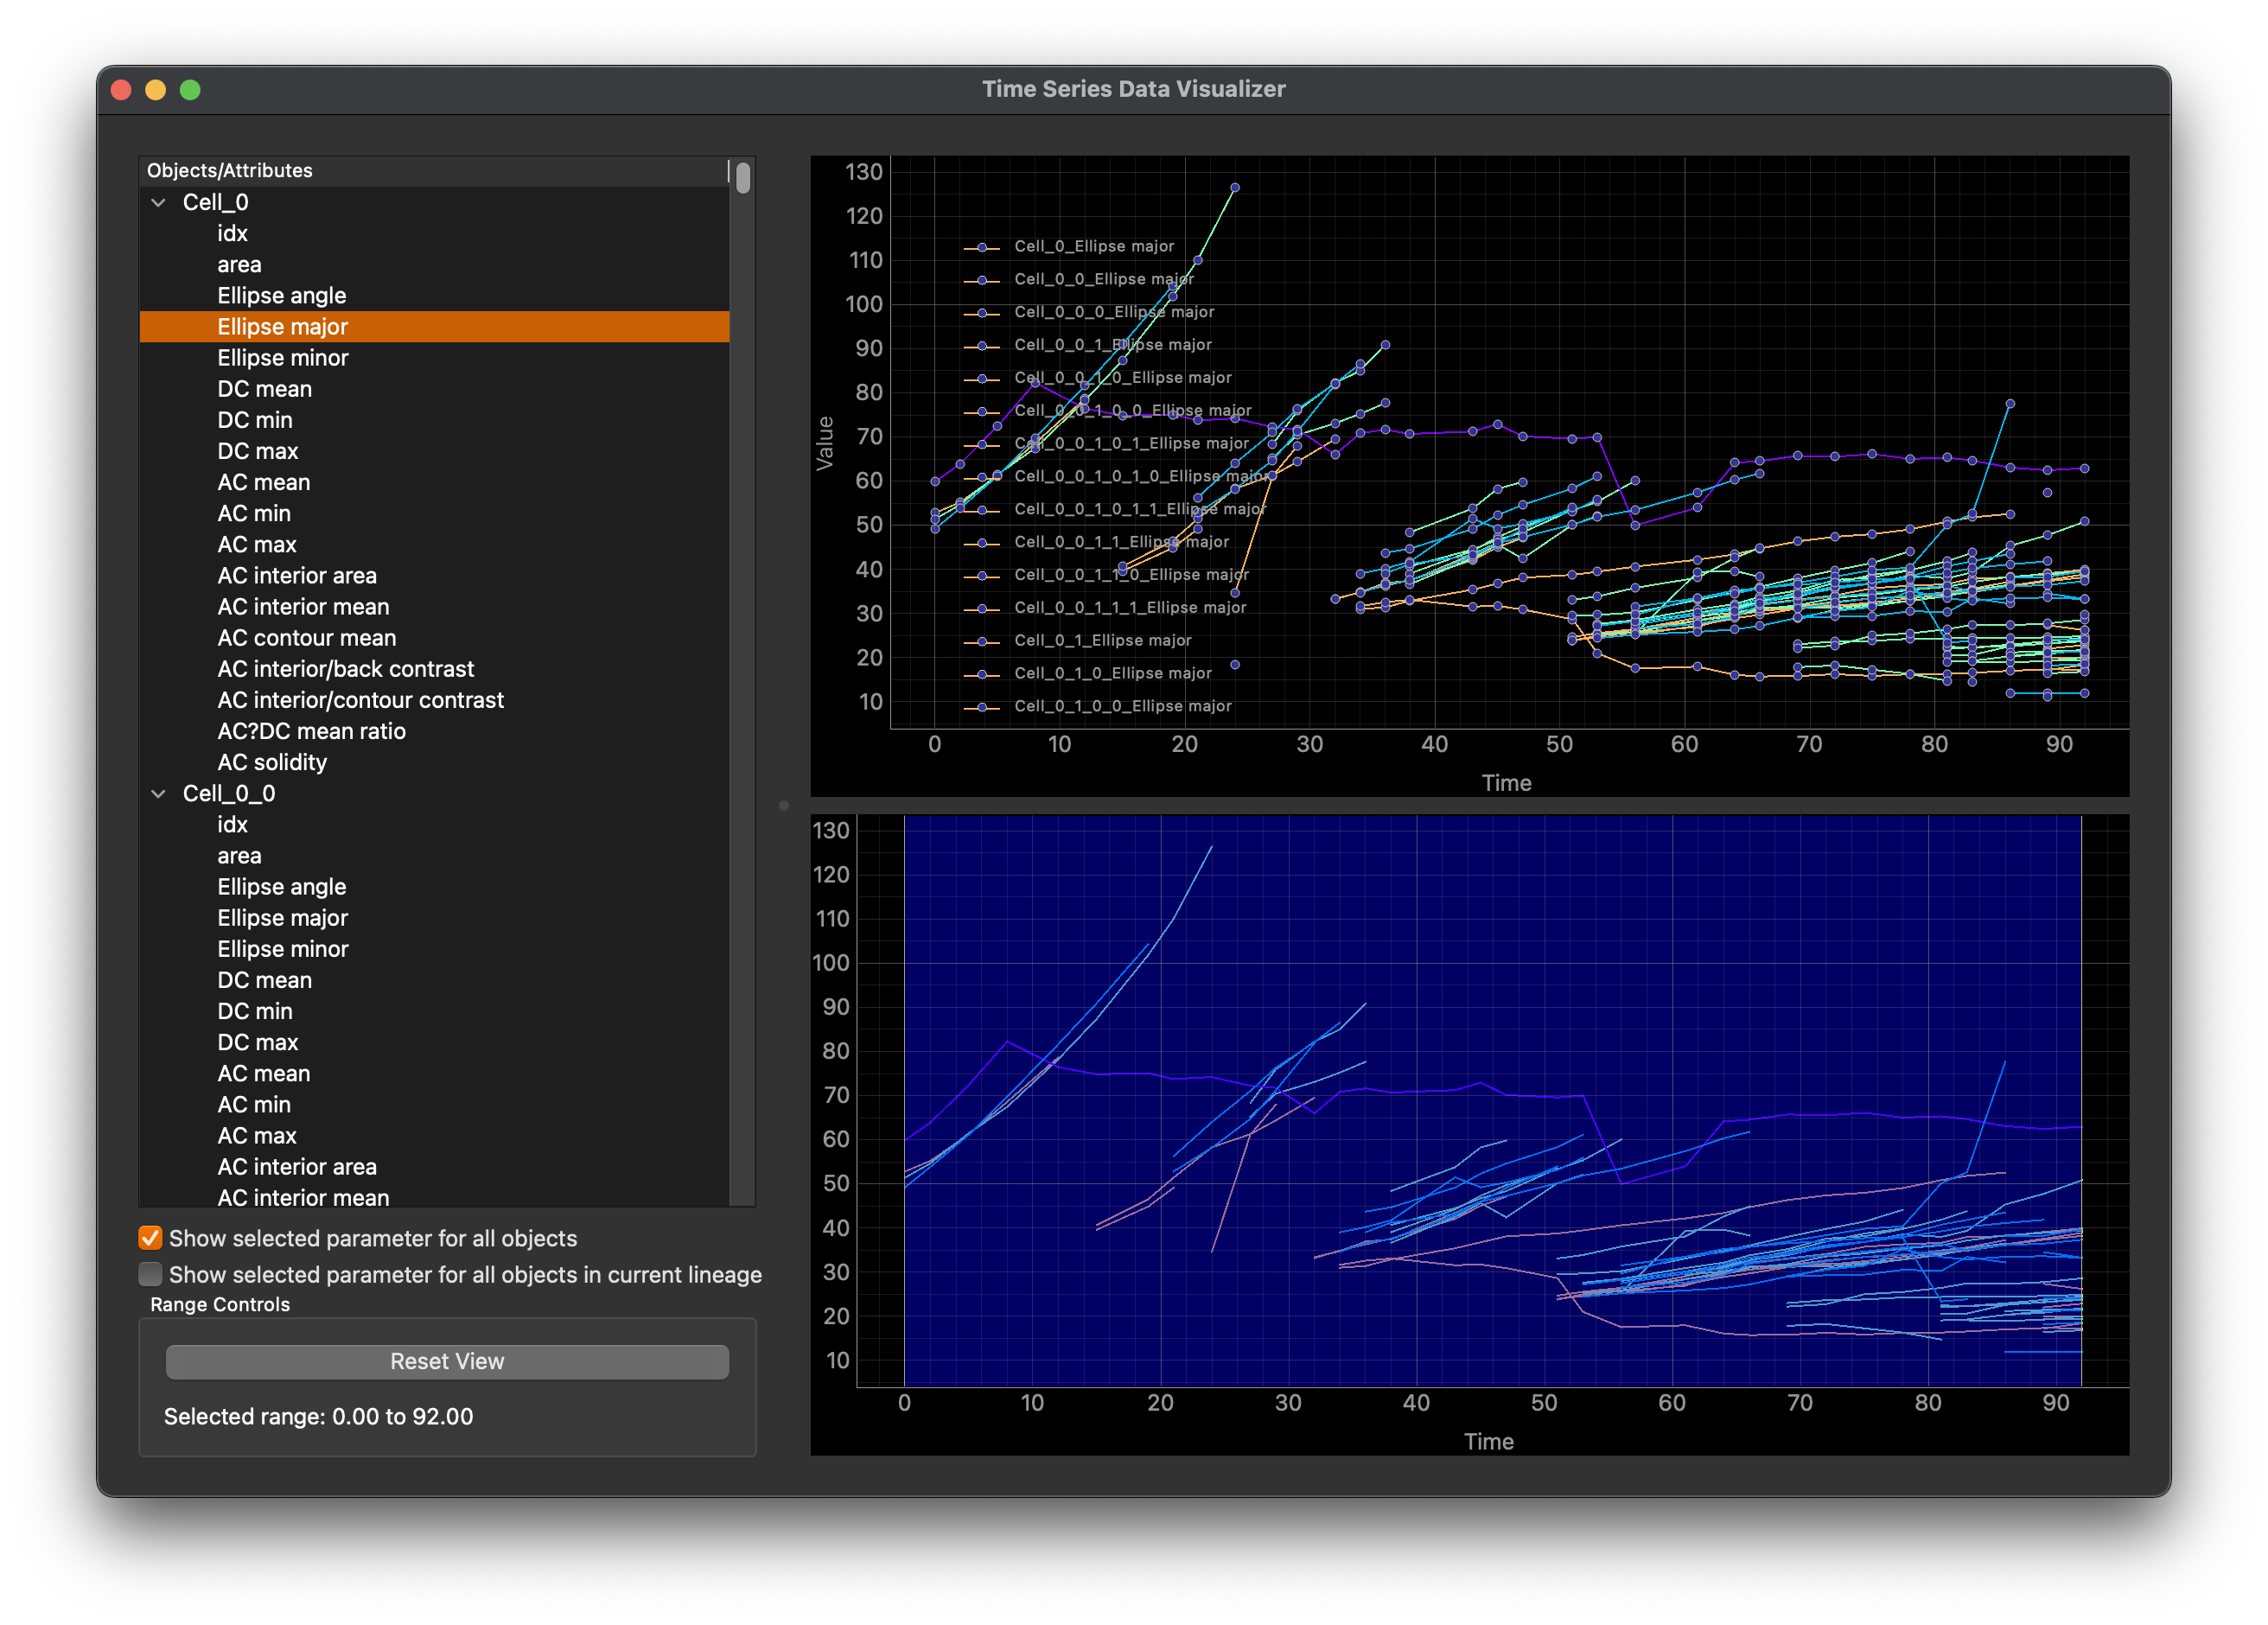 Time Series Data Visualizer
Objects/Attributes
Cell_0
idx
area
Ellipse angle
Ellipse major
Ellipse minor
DC mean
DC min
DC max
AC mean
AC min
AC max
AC interior area
AC interior mean
AC contour mean
AC interior/back contrast
AC interior/contour contrast
AC?DC mean ratio
AC solidity
Cell_0_0
idx
area
Ellipse angle
Ellipse major
Ellipse minor
DC mean
DC min
DC max
AC mean
AC min
AC max
AC interior area
AC interior mean
Show selected parameter for all objects
Show selected parameter for all objects in current lineage
Range Controls
Reset View
Selected range: 0.00 to 92.00
130
120
110
100
90
80
70
60
50
40
30
20
10
Value
Cell_0_Ellipse major
Cell_0_0_Ellipse major
Cell_0_0_0_Ellipse major
Cell_0_0_1_Ellipse major
Cell_0_0_1_0_Ellipse major
Cell_0_0_1_0_0_Ellipse major
Cell_0_0_1_0_1_Ellipse major
Cell_0_0_1_0_1_0_Ellipse major
Cell_0_0_1_0_1_1_Ellipse major
Cell_0_0_1_1_Ellipse major
Cell_0_0_1_1_0_Ellipse major
Cell_0_0_1_1_1_Ellipse major
Cell_0_1_Ellipse major
Cell_0_1_0_Ellipse major
Cell_0_1_0_0_Ellipse major
0 10 20 30 40 50 60 70 80 90
Time
130
120
110
100
90
80
70
60
50
40
30
20
10
0 10 20 30 40 50 60 70 80 90
Time